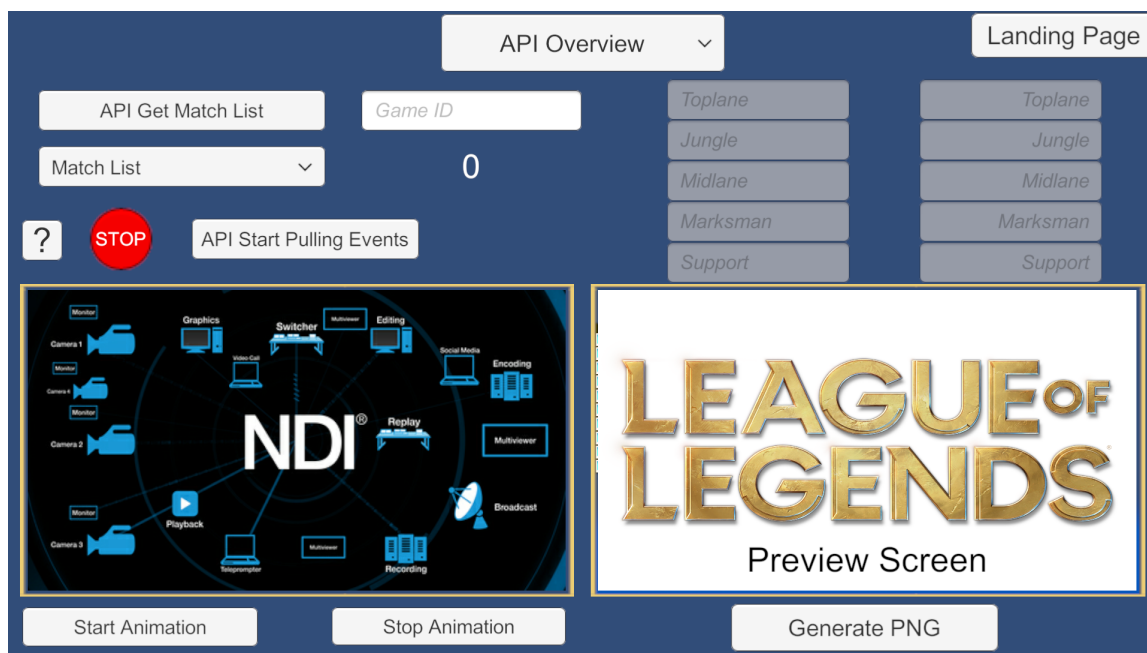 API Overview
Landing Page
API Get Match List
Game ID
Toplane
Toplane
Jungle
Jungle
Match List
0
Midlane
Midlane
Marksman
Marksman
?
STOP
API Start Pulling Events
Support
Support
Monitor
Camera 1
Graphics
Switcher
Multiviewer
Editing
Video Call
Social Media
Encoding
Monitor
Camera 4
Monitor
Camera 2
NDI®
Replay
Multiviewer
Monitor
Camera 3
Playback
Teleprompter
Multiviewer
Recording
Broadcast
LEAGUE OF
LEGENDS
Preview Screen
Start Animation
Stop Animation
Generate PNG